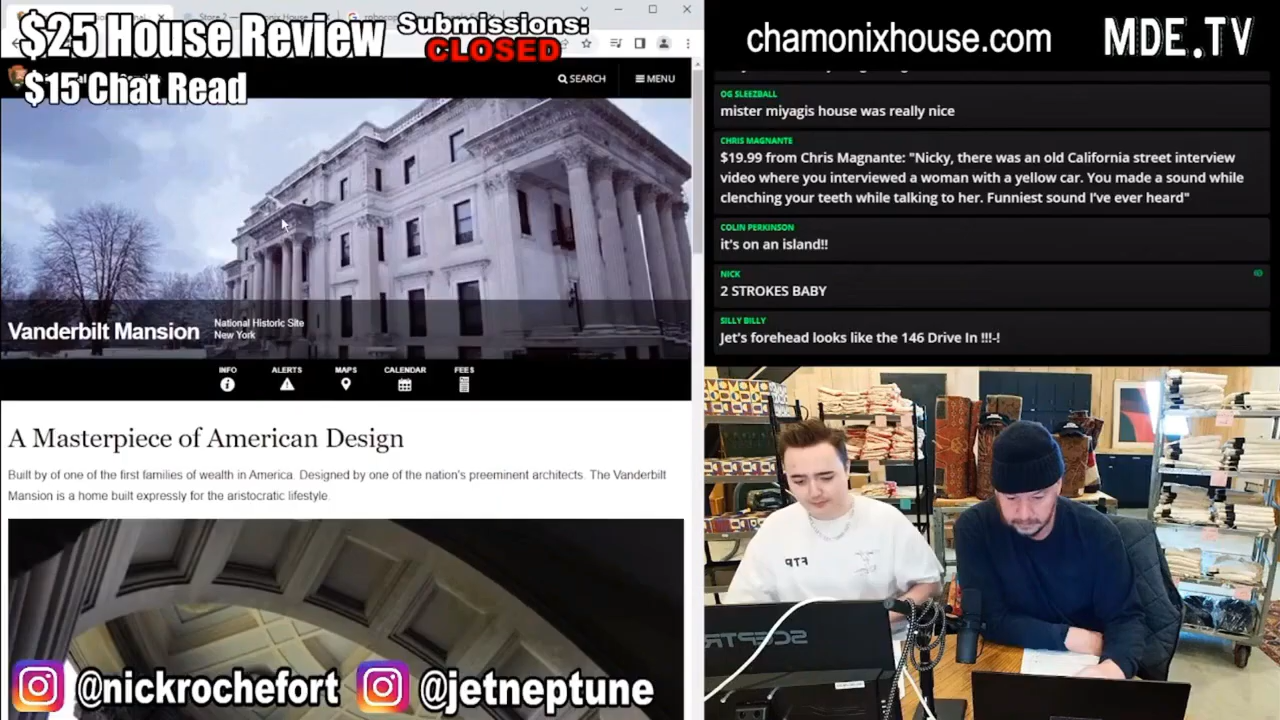 $25 House Review
$15 Chat Read
Submissions:
CLOSED
SEARCH
MENU
Vanderbilt Mansion
National Historic Site
New York
INFO
ALERTS
MAPS
CALENDAR
FEES
A Masterpiece of American Design
Built by of one of the first families of wealth in America. Designed by one of the nation's preeminent architects. The Vanderbilt
Mansion is a home built expressly for the aristocratic lifestyle.
@nickrochefort
@jetneptune
chamonixhouse.com
MDE.TV
OG SLEEZBALL
mister miyagis house was really nice
CHRIS MAGNANTE
$19.99 from Chris Magnante: "Nicky, there was an old California street interview
video where you interviewed a woman with a yellow car. You made a sound while
clenching your teeth while talking to her. Funniest sound I've ever heard"
COLIN PERKINSON
it's on an island!!
NICK
2 STROKES BABY
SILLY BILLY
Jet's forehead looks like the 146 Drive In !!!-!
FTP
SCEPTR